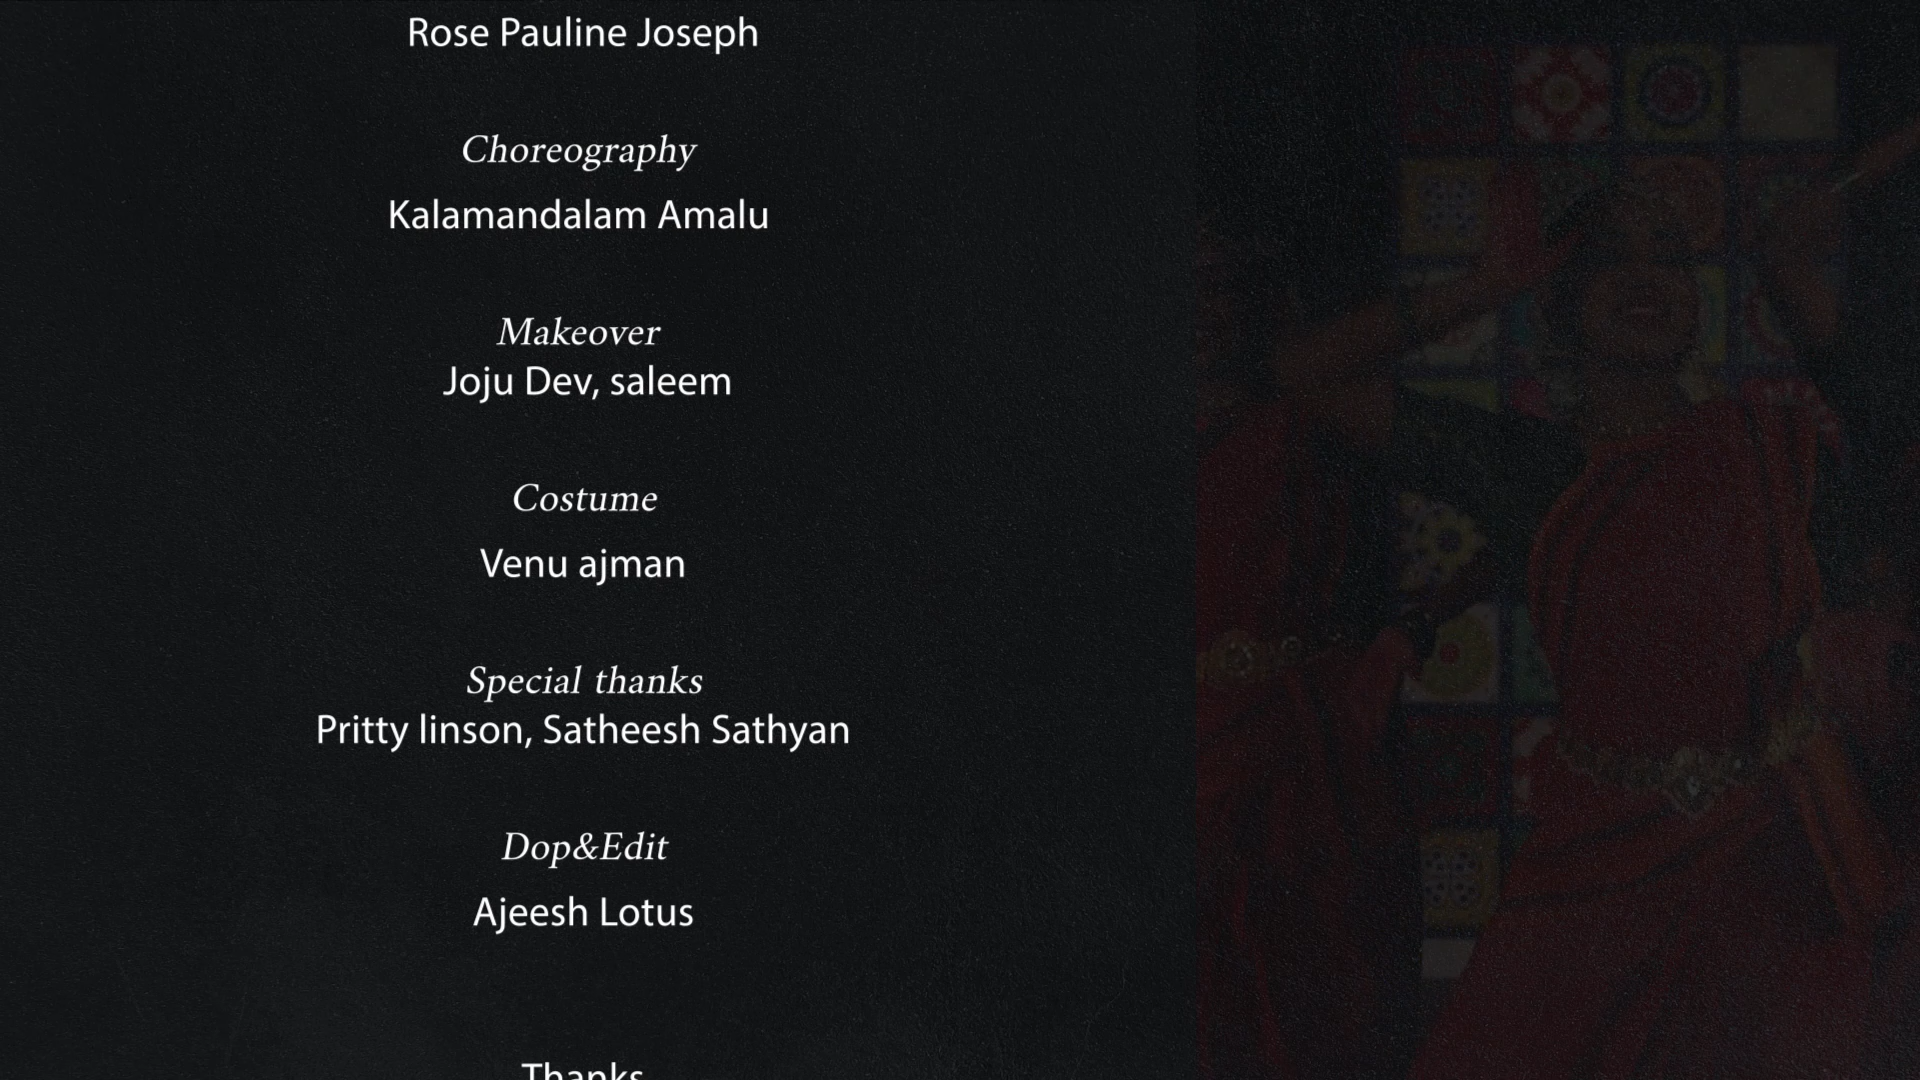 Rose Pauline Joseph
Choreography
Kalamandalam Amalu
Makeover
Joju Dev, saleem
Costume
Venu ajman
Special thanks
Pritty linson, Satheesh Sathyan
Dop&Edit
Ajeesh Lotus
Thanks